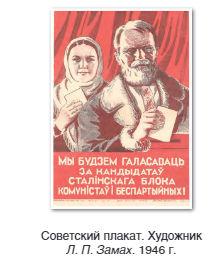 МЫ БУДЗЕМ ГАЛАСАВАЦЬ
ЗА КАНДЫДАТАЎ
СТАЛІНСКАГА БЛОКА
КОМУНІСТАЎ І БЕСПАРТЫЙНЫХ!
Советский плакат. Художник
Л. П. Замах. 1946 г.